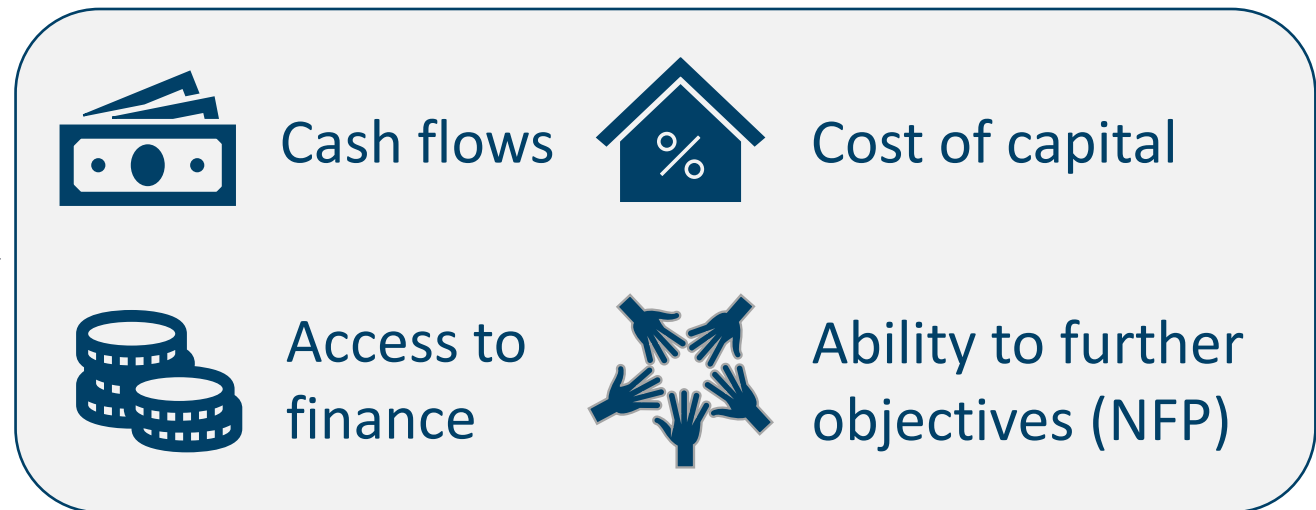 Cash flows
%
Cost of capital
Access to
finance
Ability to further
objectives (NFP)